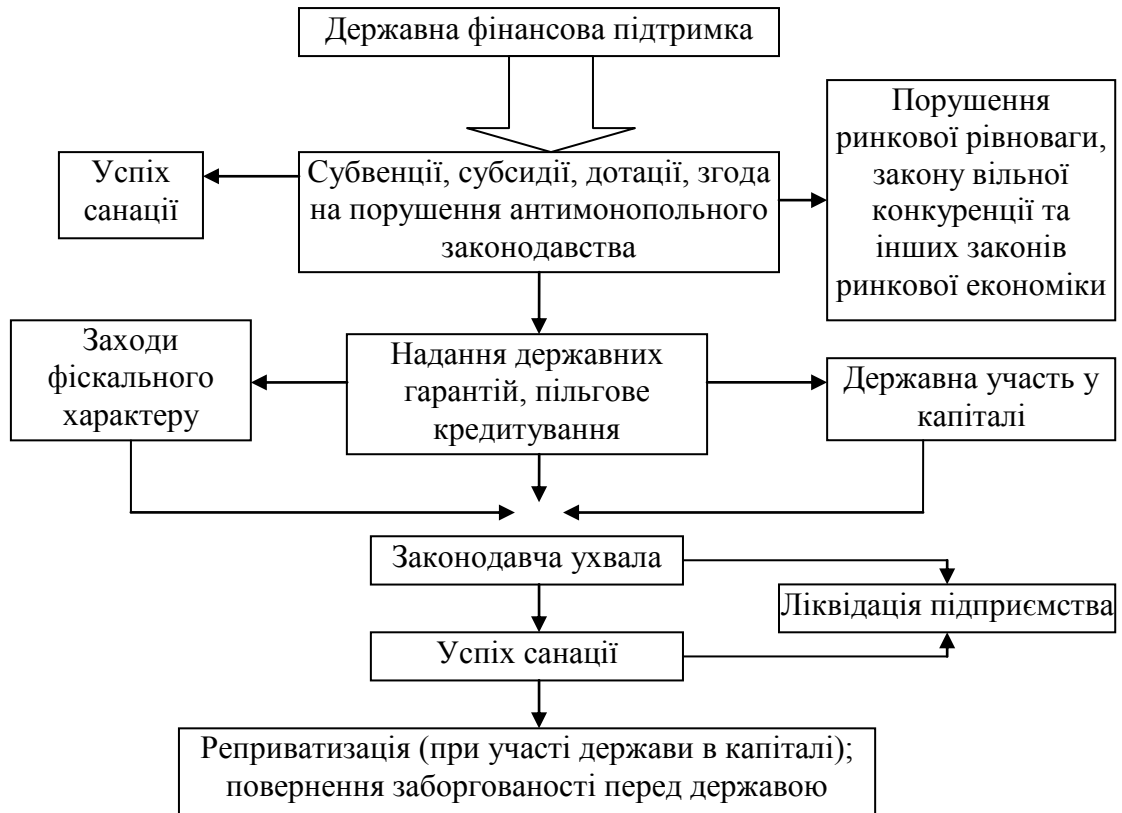 Державна фінансова підтримка
Успіх
санації
Субвенції, субсидії, дотації, згода
на порушення антимонопольного
законодавства
Порушення
ринкової рівноваги,
закону вільної
конкуренції та
інших законів
ринкової економіки
Заходи
фіскального
характеру
Надання державних
гарантій, пільгове
кредитування
Державна участь у
капіталі
Законодавча ухвала
Ліквідація підприємства
Успіх санації
Реприватизація (при участі держави в капіталі);
повернення заборгованості перед державою